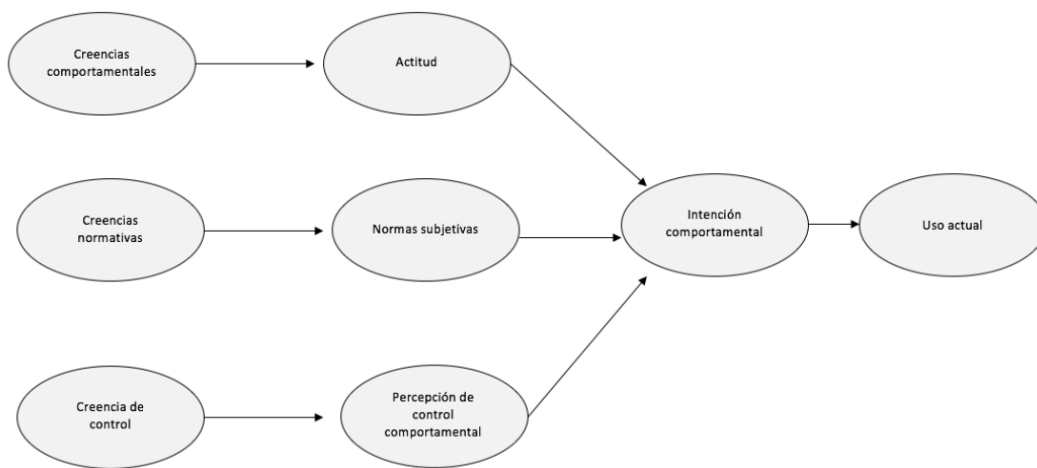 Creencias
comportamentales
Actitud
Creencias
normativas
Normas subjetivas
Intención
comportamental
Uso actual
Creencia de
control
Percepción de
control
comportamental